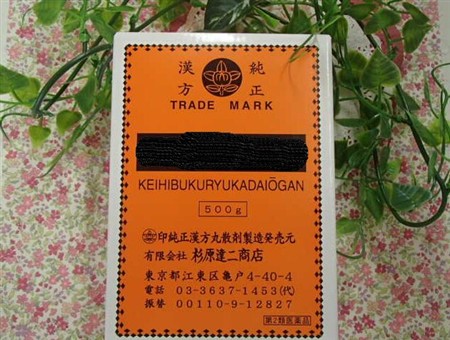 純正漢方
TRADE MARK
KEIHIBUKURYUKADAIŌGAN
500g
印純正漢方丸散剤製造発売元
有限会社 杉原達二商店
東京都江東区亀戸4-40-4
電話 03-3637-1453(代)
振替 00110-9-12827
第2類医薬品